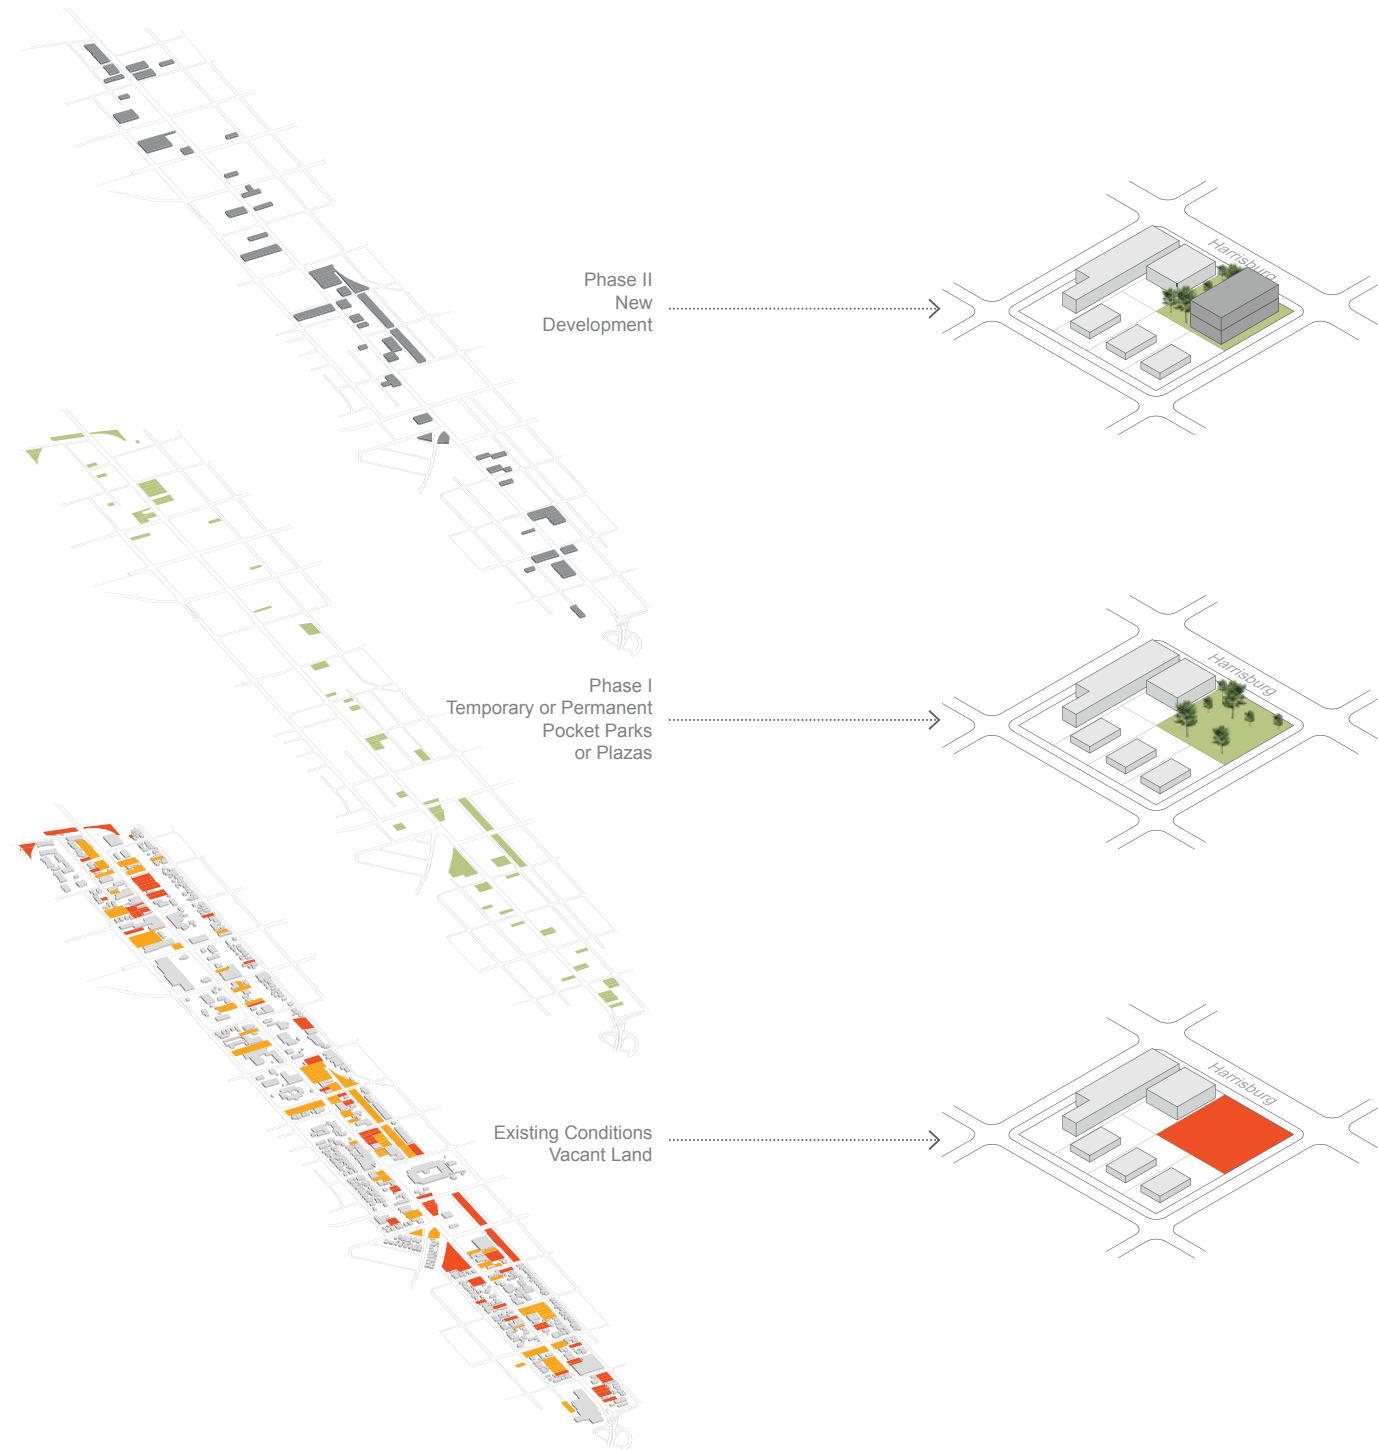 Harrisburg
Phase II
New
Development
Harrisburg
Phase I
Temporary or Permanent
Pocket Parks
or Plazas
Harrisburg
Existing Conditions
Vacant Land